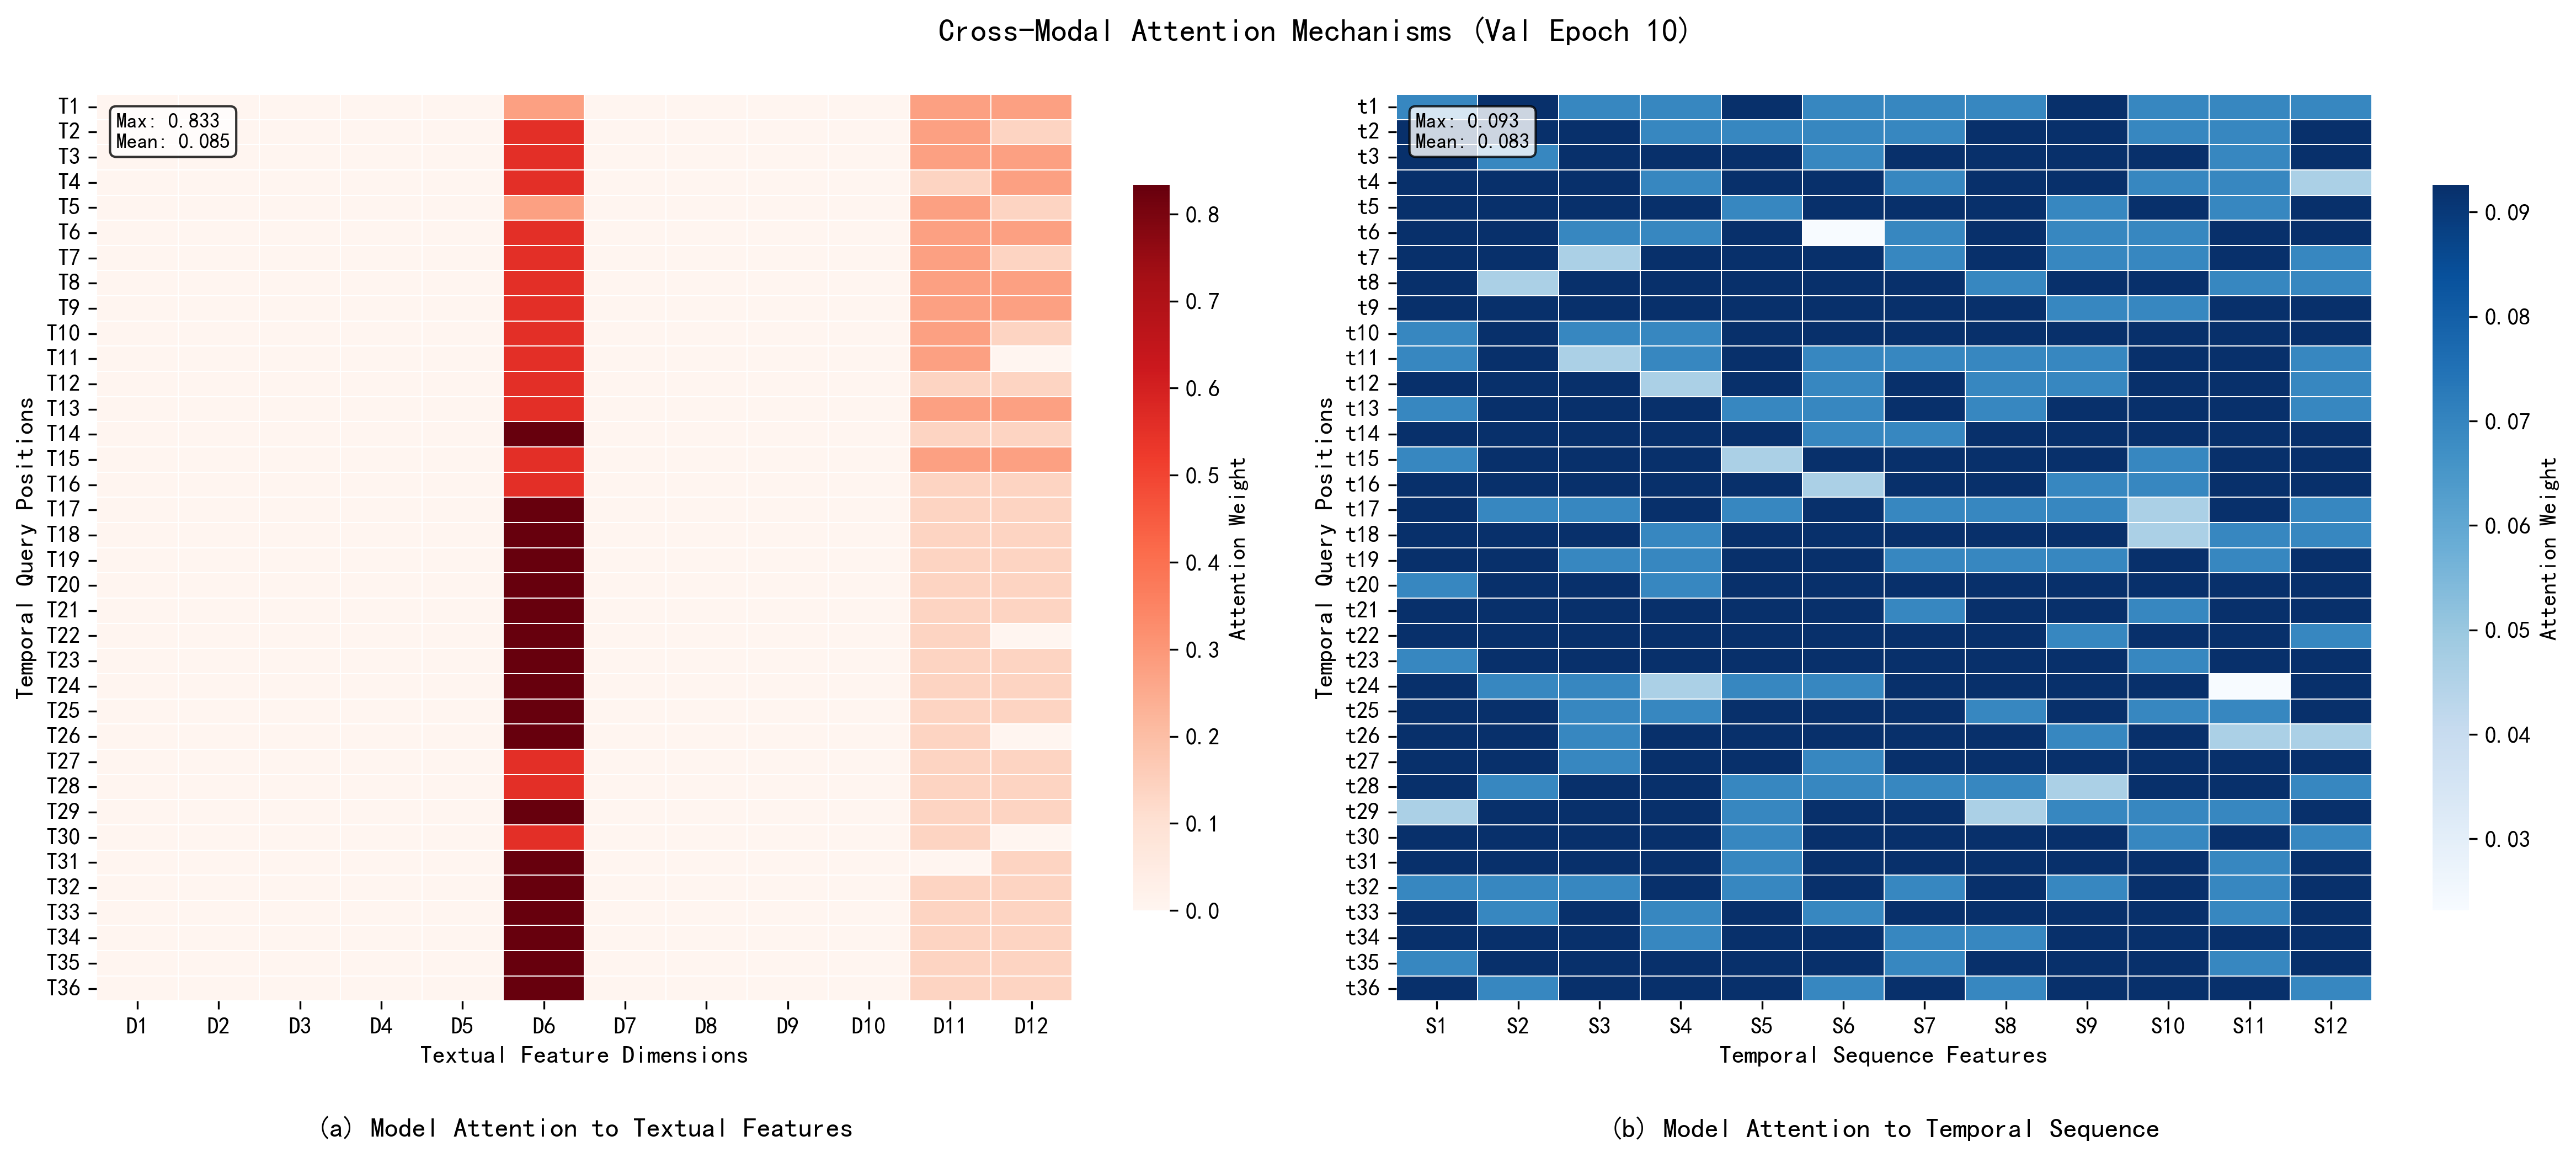 Cross-Modal Attention Mechanisms (Val Epoch 10)
Max: 0.833
Mean: 0.085
Temporal Query Positions
T1
T2
T3
T4
T5
T6
T7
T8
T9
T10
T11
T12
T13
T14
T15
T16
T17
T18
T19
T20
T21
T22
T23
T24
T25
T26
T27
T28
T29
T30
T31
T32
T33
T34
T35
T36
D1 D2 D3 D4 D5 D6 D7 D8 D9 D10 D11 D12
Textual Feature Dimensions
0.8
0.7
0.6
0.5
0.4
0.3
0.2
0.1
0.0
Attention Weight
(a) Model Attention to Textual Features
Max: 0.093
Mean: 0.083
Temporal Query Positions
t1
t2
t3
t4
t5
t6
t7
t8
t9
t10
t11
t12
t13
t14
t15
t16
t17
t18
t19
t20
t21
t22
t23
t24
t25
t26
t27
t28
t29
t30
t31
t32
t33
t34
t35
t36
S1 S2 S3 S4 S5 S6 S7 S8 S9 S10 S11 S12
Temporal Sequence Features
0.09
0.08
0.07
0.06
0.05
0.04
0.03
Attention Weight
(b) Model Attention to Temporal Sequence